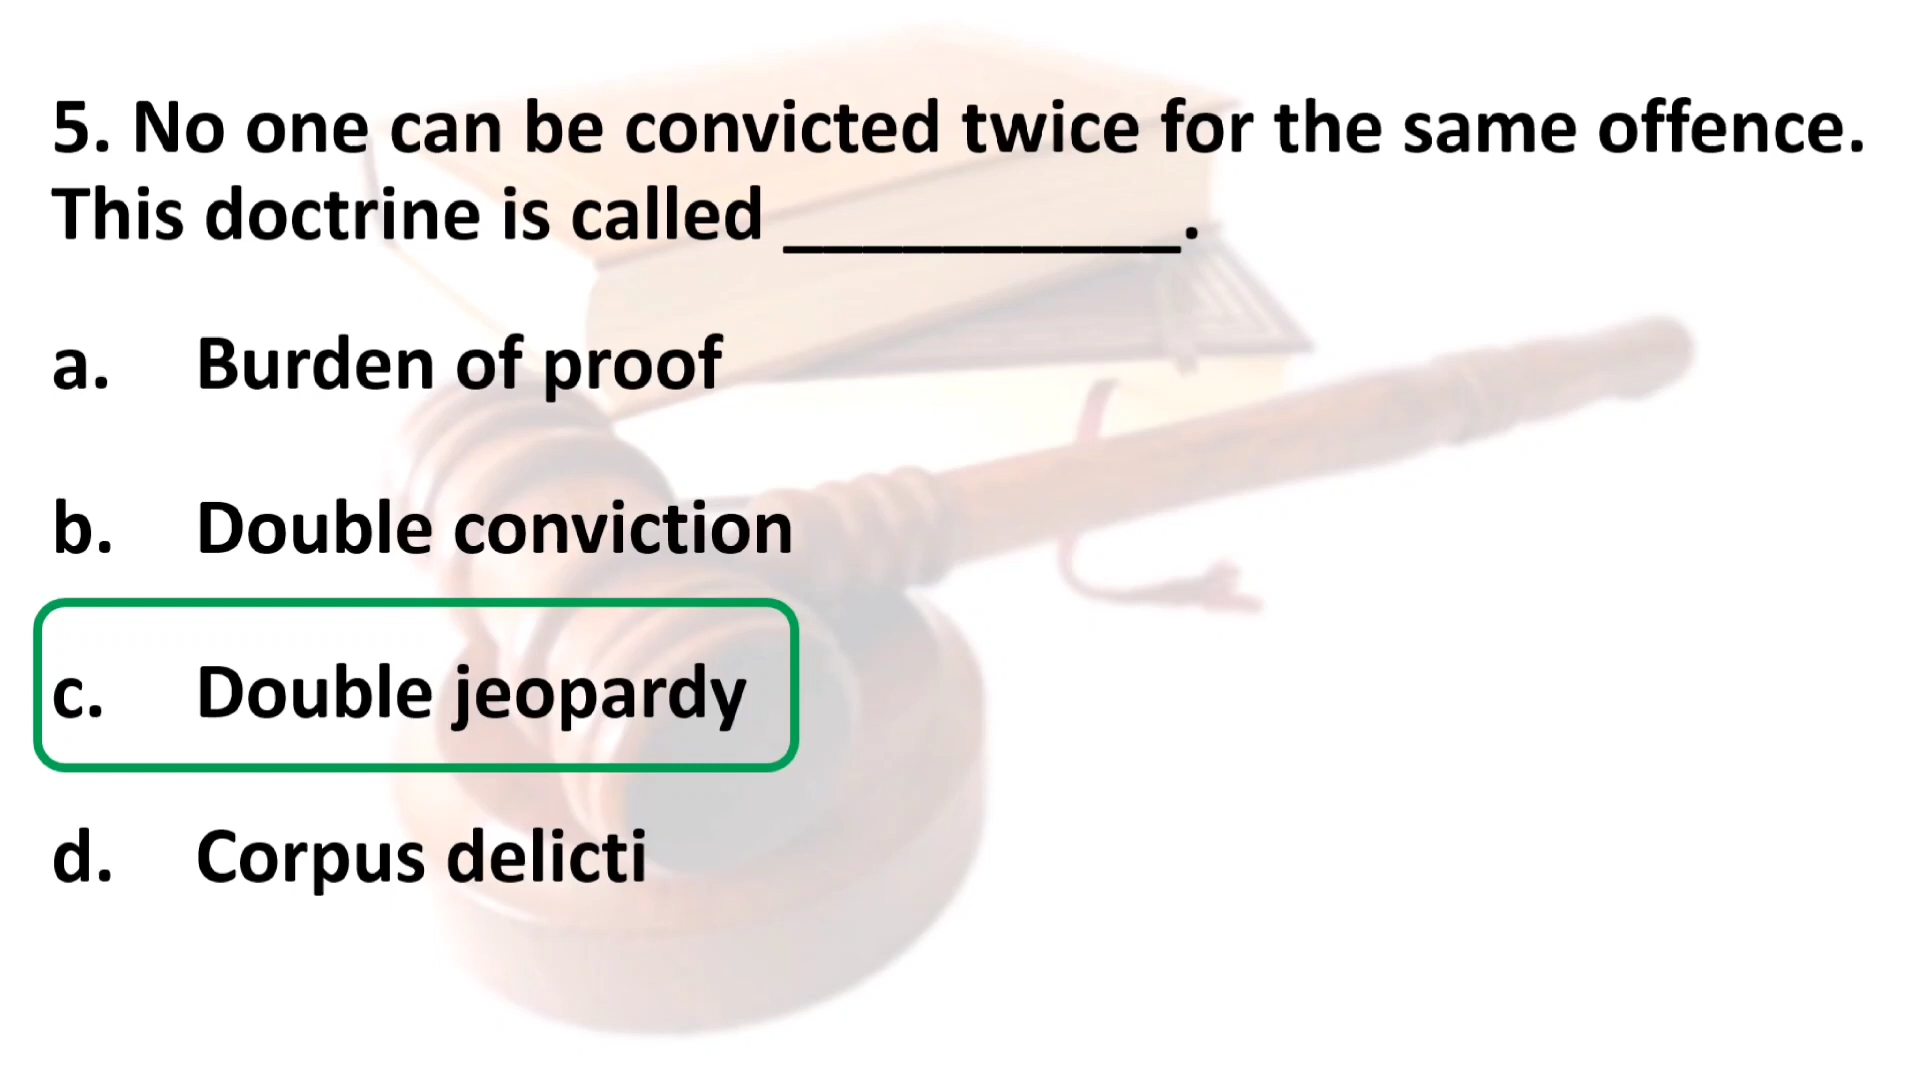 5. No one can be convicted twice for the same offence.
This doctrine is called __________.
a. Burden of proof
b. Double conviction
c. Double jeopardy
d. Corpus delicti